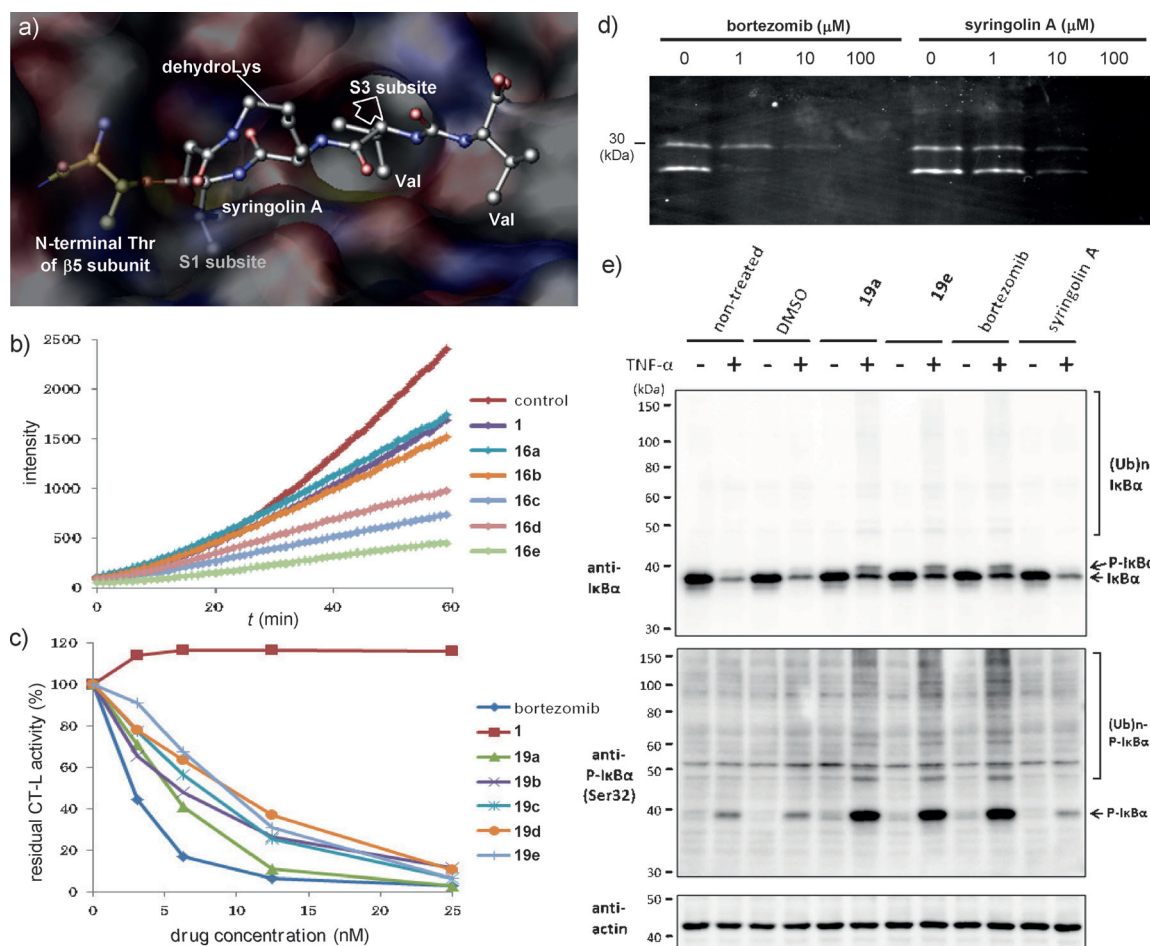 a)
dehydroLys
S3 subsite
Val
Val
syringolin A
N-terminal Thr
of β5 subunit
S1 subsite
b)
2500
2000
1500
1000
500
0
intensity
0 20 40 60
t (min)
control
1
16a
16b
16c
16d
16e
c)
120
100
80
60
40
20
0
residual CT-L activity (%)
0 5 10 15 20 25
drug concentration (nM)
bortezomib
1
19a
19b
19c
19d
19e
d)
bortezomib (µM) syringolin A (µM)
0 1 10 100 0 1 10 100
30
(kDa)
e)
non-treated
DMSO
19a
19e
bortezomib
syringolin A
TNF-α - + - + - + - + - + - +
(kDa)
150
100
80
60
50
40
30
anti-
IκBα
(Ub)n-
IκBα
P-IκBα
IκBα
150
100
80
60
50
40
30
anti-
P-IκBα
(Ser32)
(Ub)n-
P-IκBα
P-IκBα
50
40
anti-
actin